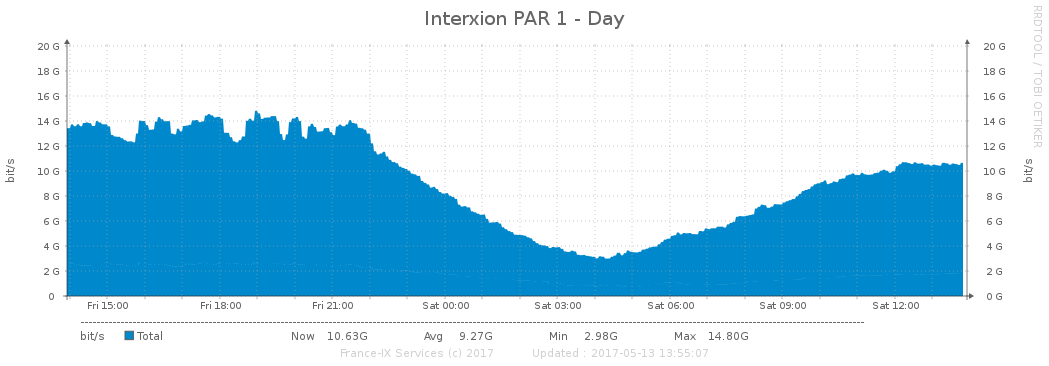 Interxion PAR 1 - Day
RRDTOOL / TOBI OETIKER
20 G 20 G
18 G 18 G
16 G 16 G
14 G 14 G
12 G 12 G
10 G 10 G
8 G 8 G
6 G 6 G
4 G 4 G
2 G 2 G
0 0 G
bit/s bit/s
Fri 15:00 Fri 18:00 Fri 21:00 Sat 00:00 Sat 03:00 Sat 06:00 Sat 09:00 Sat 12:00
bit/s Total Now 10.63G Avg 9.27G Min 2.98G Max 14.80G
France-IX Services (c) 2017 Updated : 2017-05-13 13:55:07